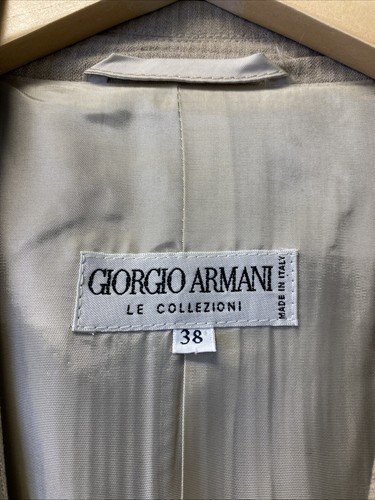 GIORGIO ARMANI
LE COLLEZIONI
MADE IN ITALY
38